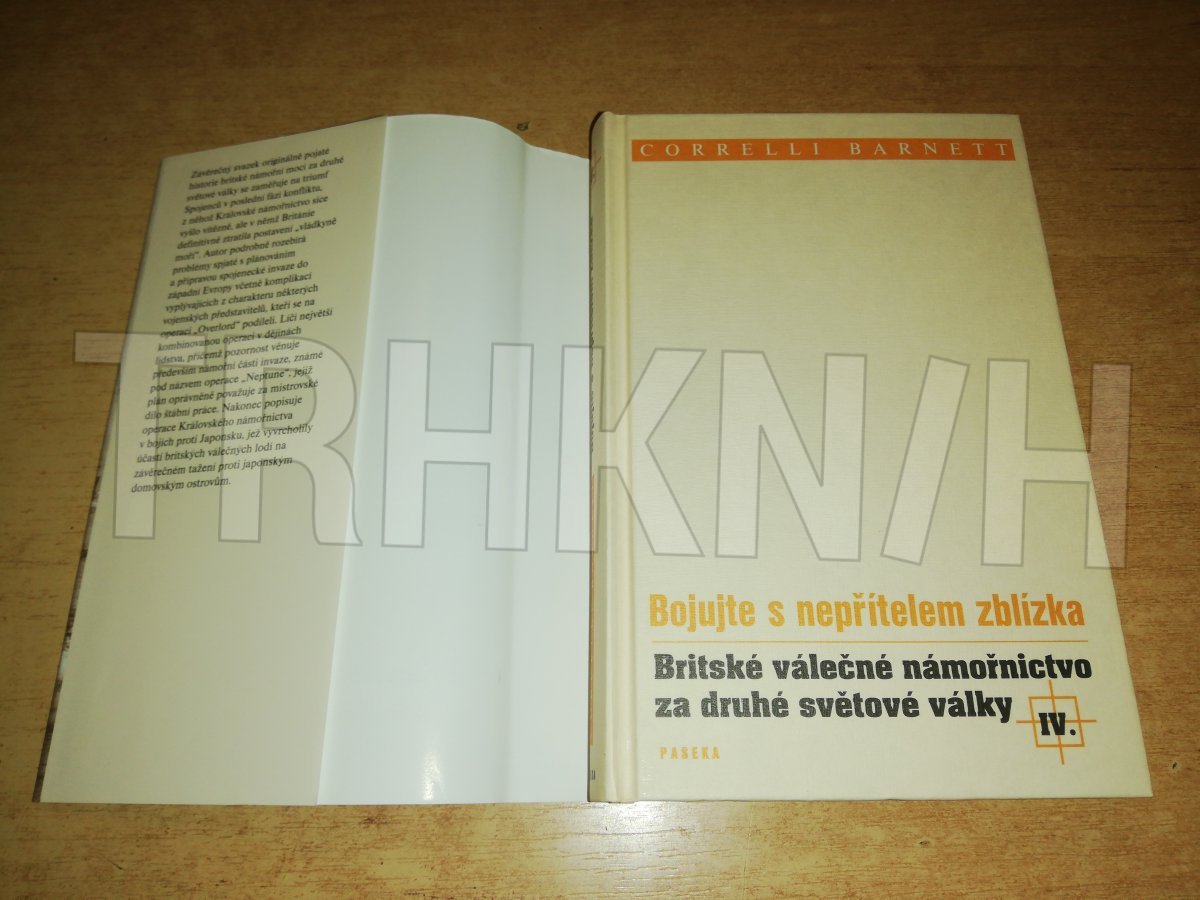 Závěrečný svazek originálně pojaté
historie britské námořní moci za druhé
světové války se zaměřuje na triumf
Spojenců v poslední fázi konfliktu,
z něhož Královské námořnictvo sice
vyšlo vítězně, ale v němž Británie
definitivně ztratila postavení „vládkyně
moří“. Autor podrobně rozebírá
problémy spjaté s plánováním
a přípravou spojenecké invaze do
západní Evropy včetně komplikací
vyplývajících z charakteru některých
vojenských představitelů, kteří se na
operaci „Overlord“ podíleli. Líčí největší
kombinovanou operaci v dějinách
lidstva, přičemž pozornost věnuje
především námořní části invaze, známé
pod názvem operace „Neptune“, jejíž
plán oprávněně považuje za mistrovské
dílo štábní práce. Nakonec popisuje
operace Královského námořnictva
v bojích proti Japonsku, jež vyvrcholily
účastí britských válečných lodí na
závěrečném tažení proti japonským
domovským ostrovům.
CORRELLI BARNETT
Bojujte s nepřítelem zblízka
Britské válečné námořnictvo
za druhé světové války
IV.
PASEKA
TRHKN/H